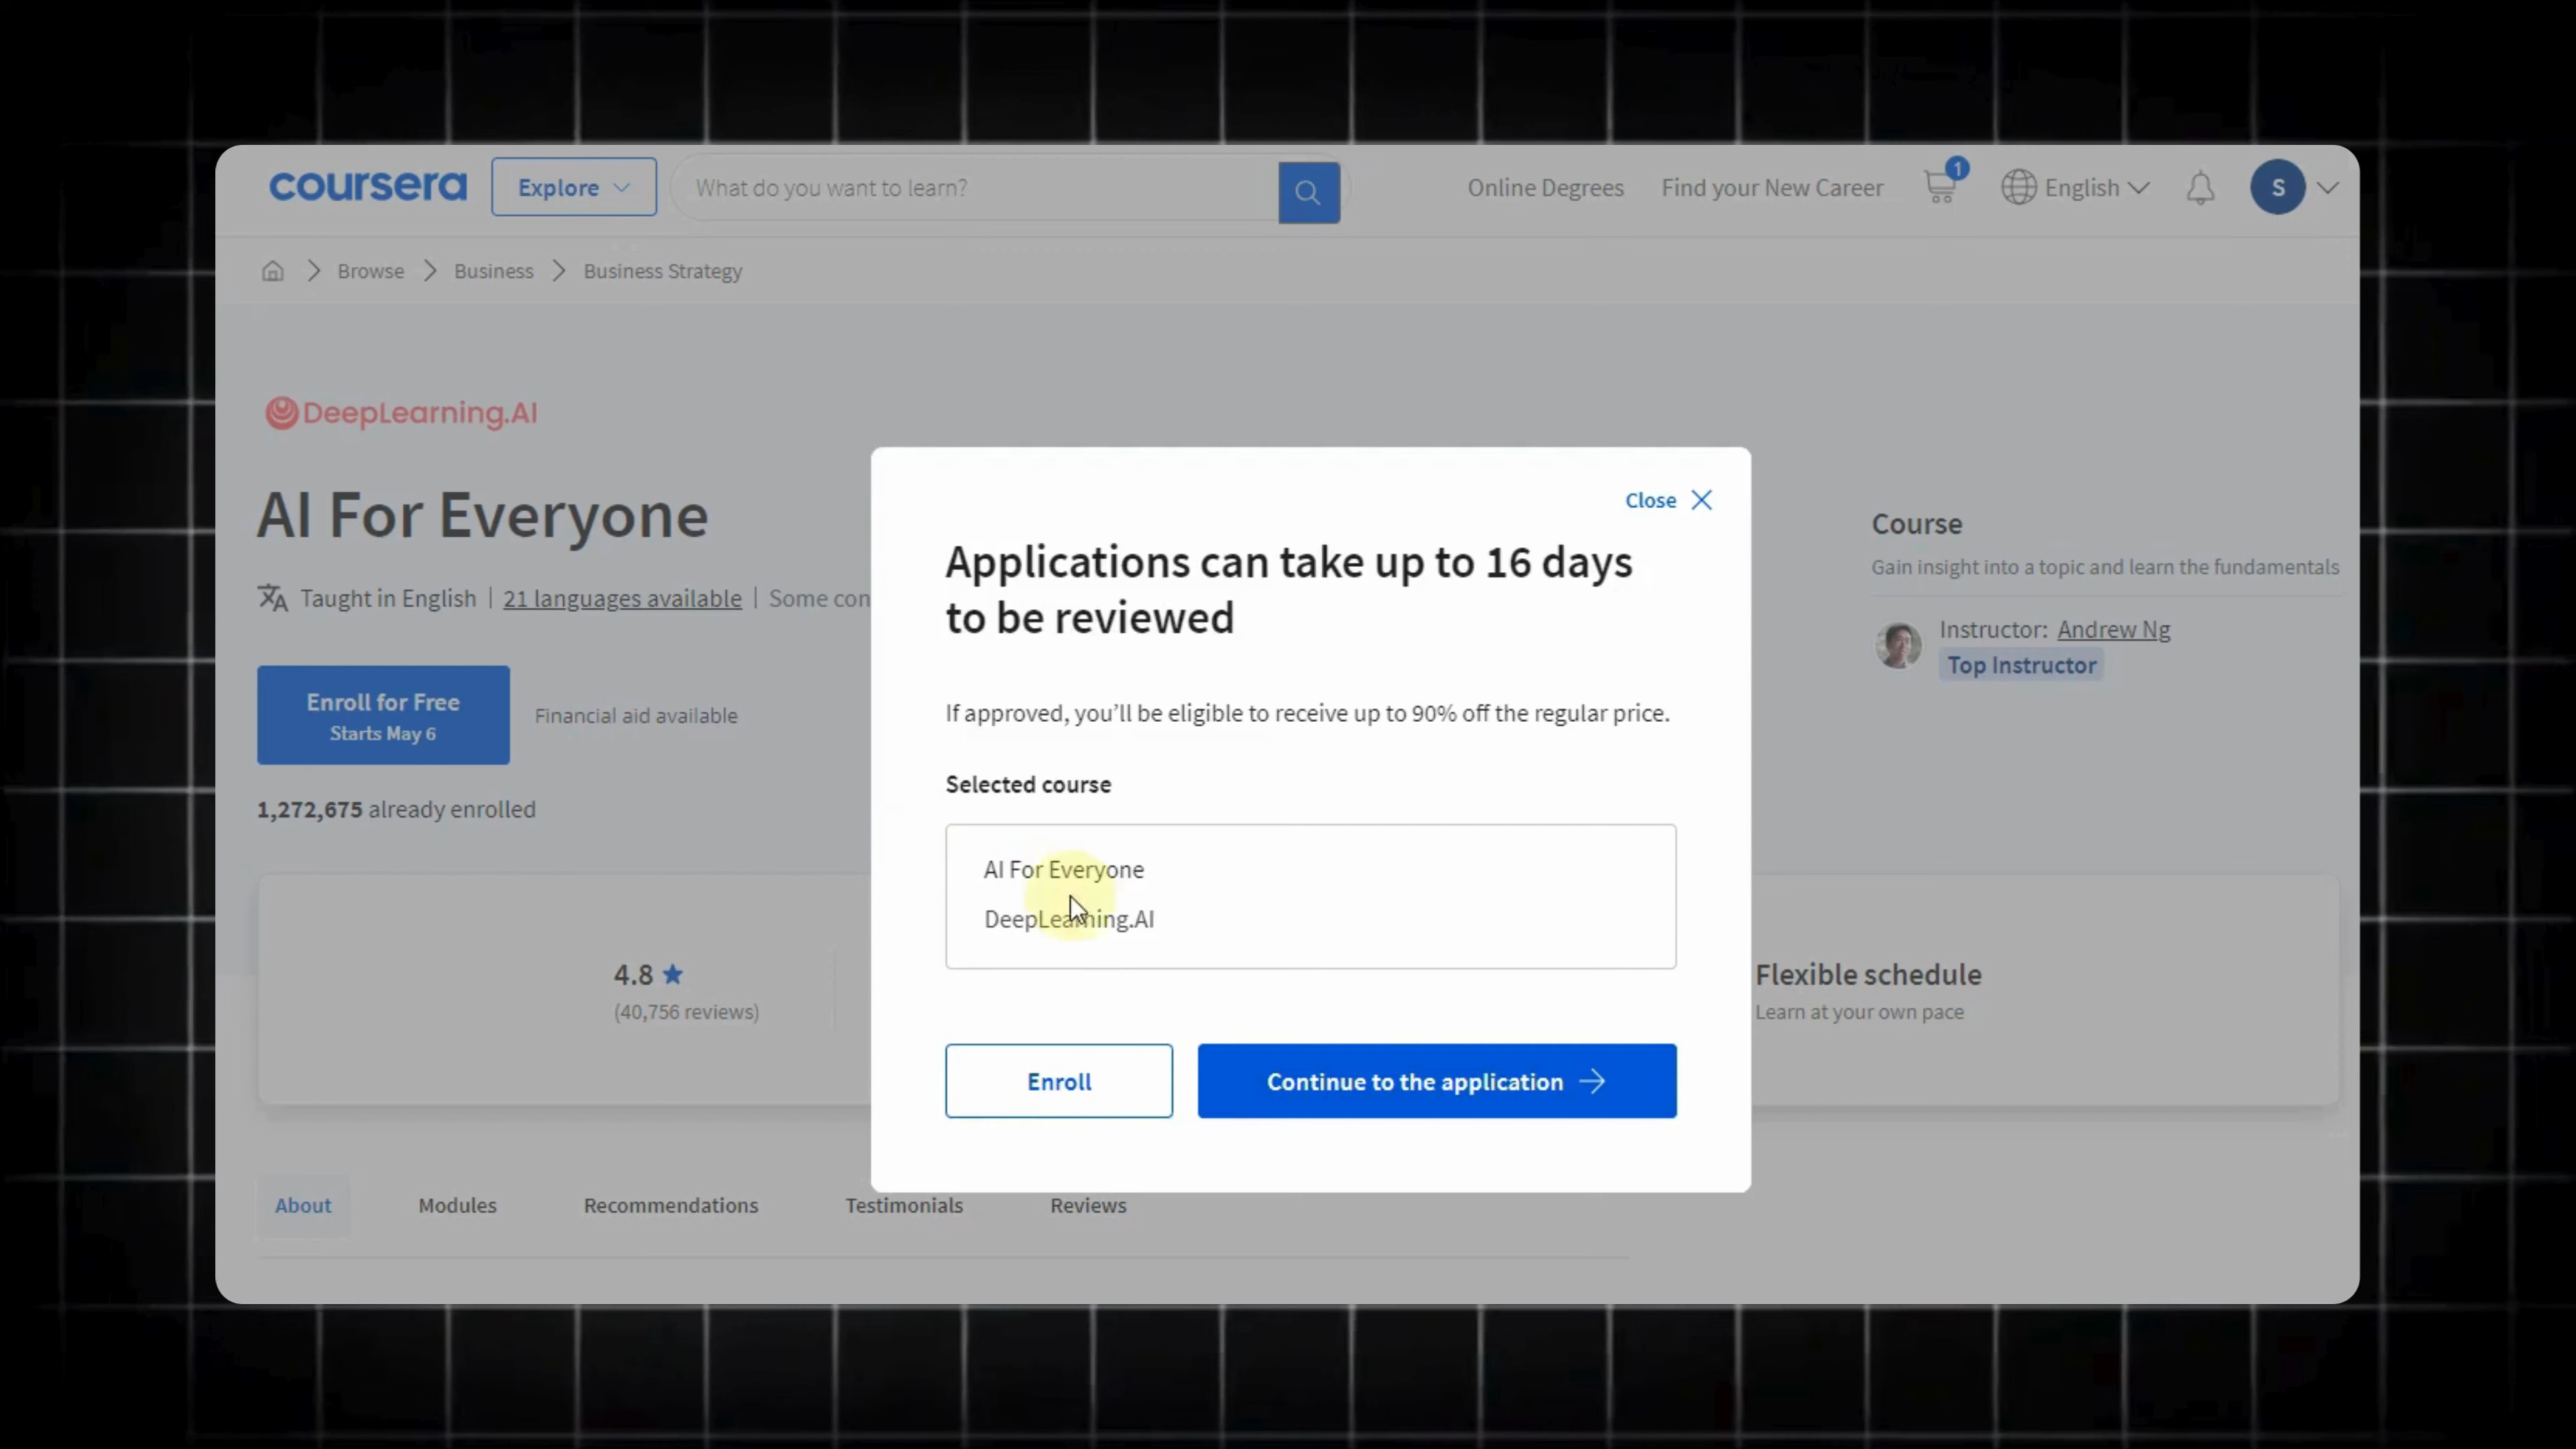 coursera
Explore
What do you want to learn?
Online Degrees
Find your New Career
1
English
S
Browse
Business
Business Strategy
DeepLearning.AI
AI For Everyone
Taught in English | 21 languages available | Some con
Enroll for Free
Starts May 6
Financial aid available
1,272,675 already enrolled
Close
Applications can take up to 16 days
to be reviewed
If approved, you'll be eligible to receive up to 90% off the regular price.
Selected course
AI For Everyone
DeepLearning.AI
Enroll
Continue to the application
Course
Gain insight into a topic and learn the fundamentals
Instructor: Andrew Ng
Top Instructor
4.8
(40,756 reviews)
Flexible schedule
Learn at your own pace
About
Modules
Recommendations
Testimonials
Reviews